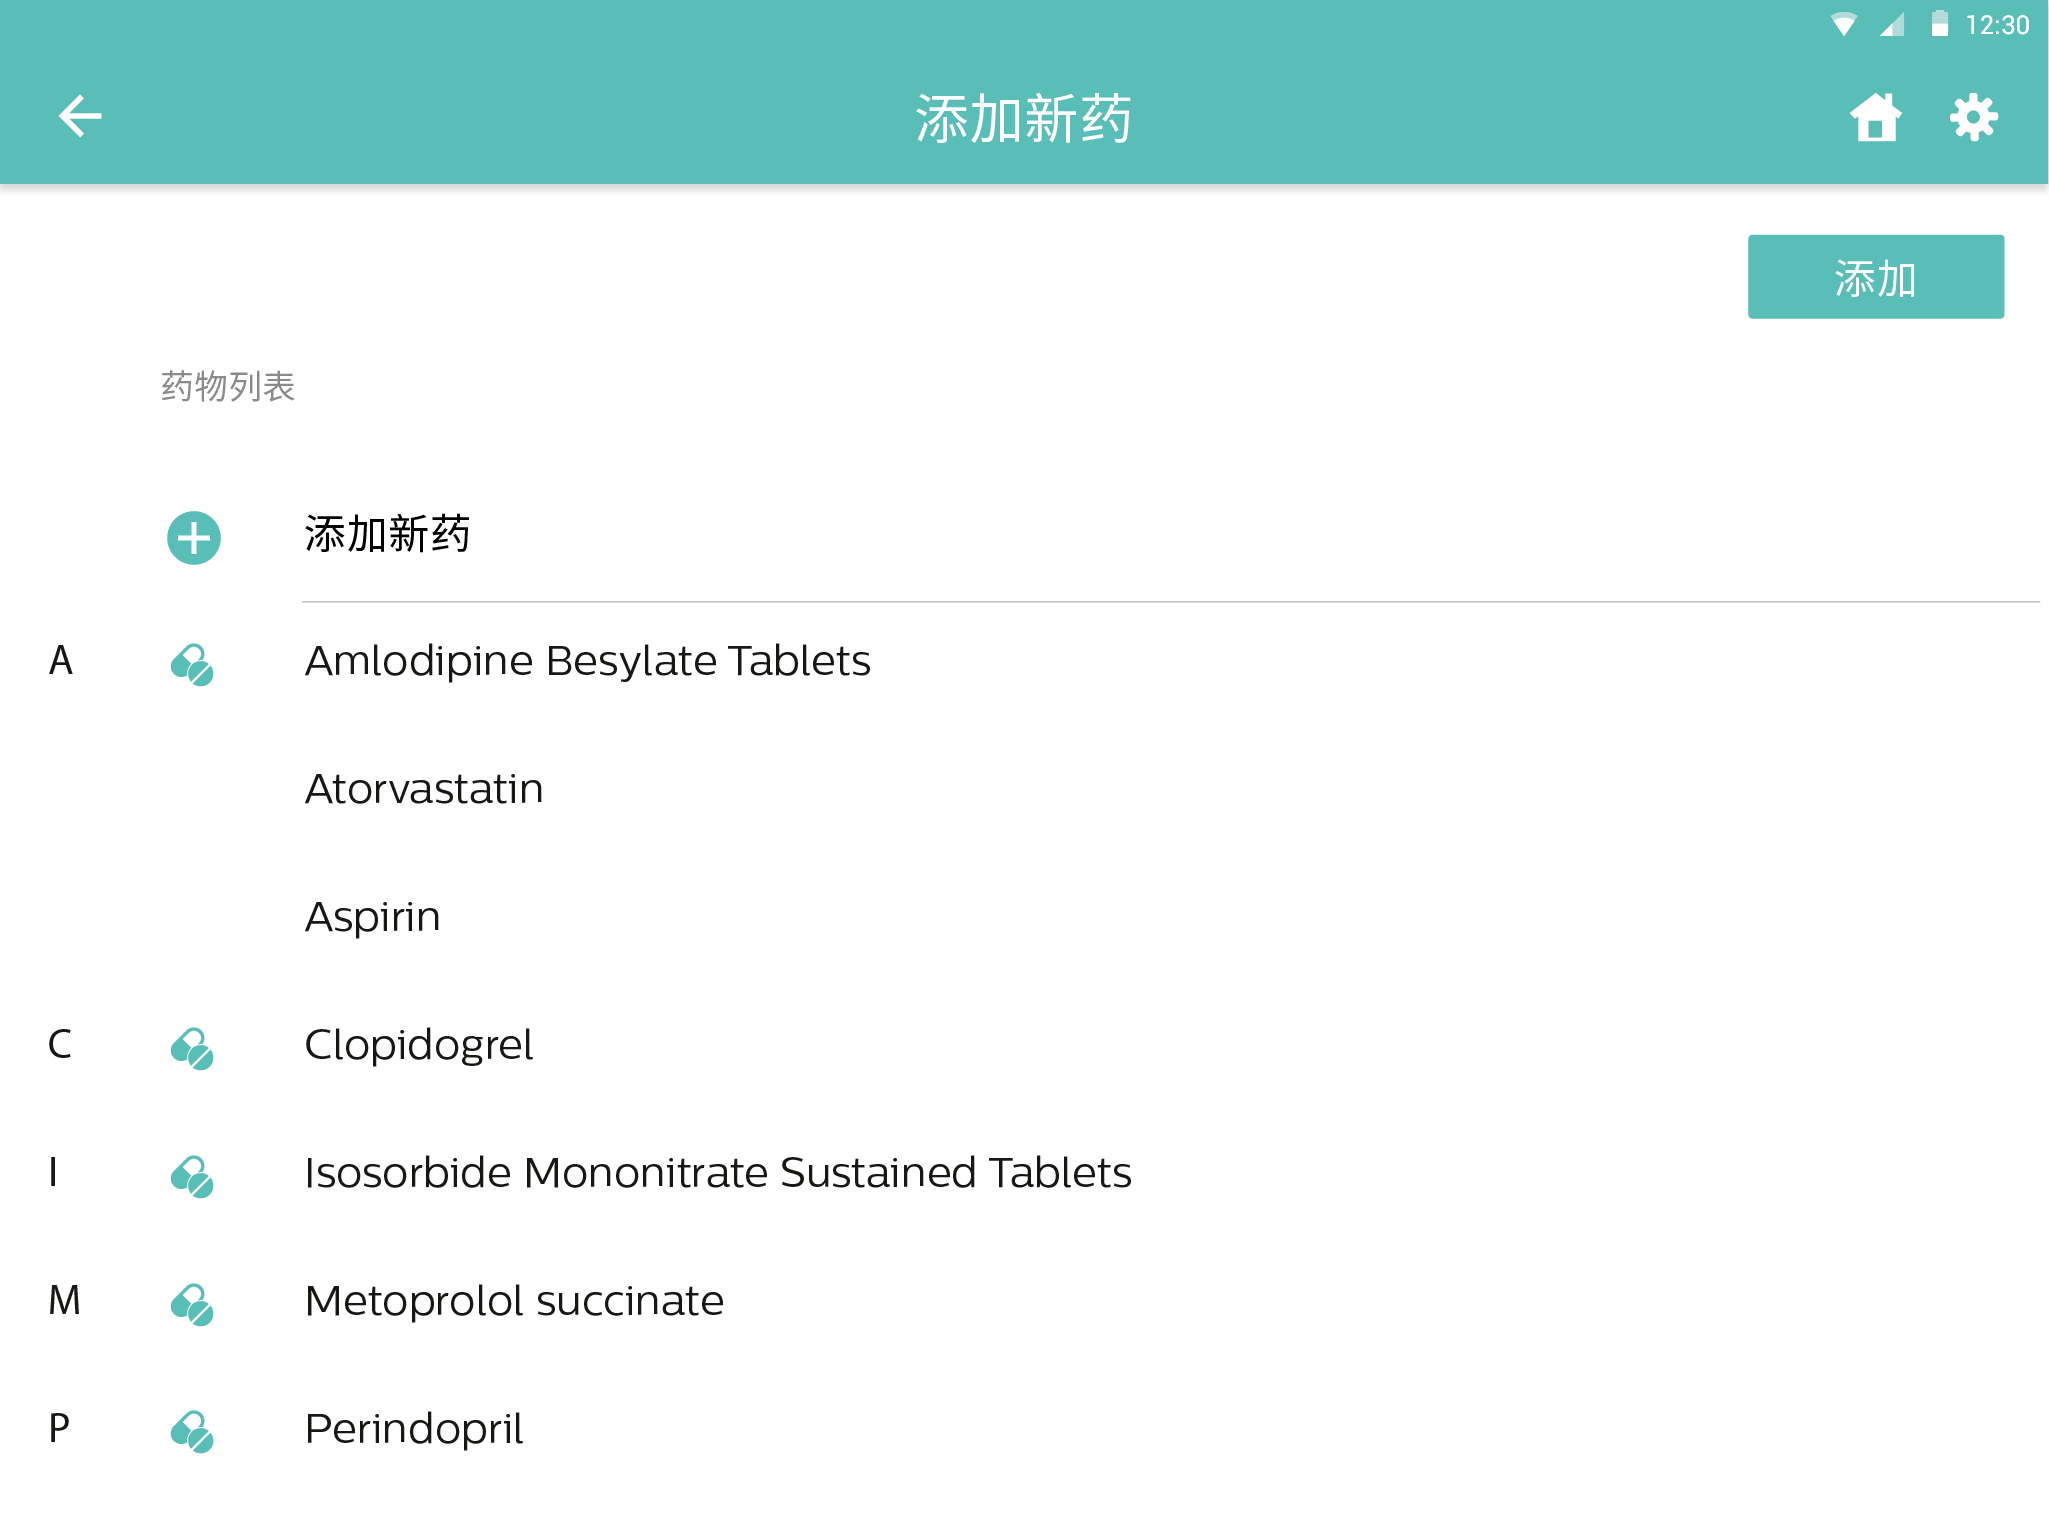 12:30
添加新药
添加
药物列表
添加新药
A Amlodipine Besylate Tablets
Atorvastatin
Aspirin
C Clopidogrel
I Isosorbide Mononitrate Sustained Tablets
M Metoprolol succinate
P Perindopril